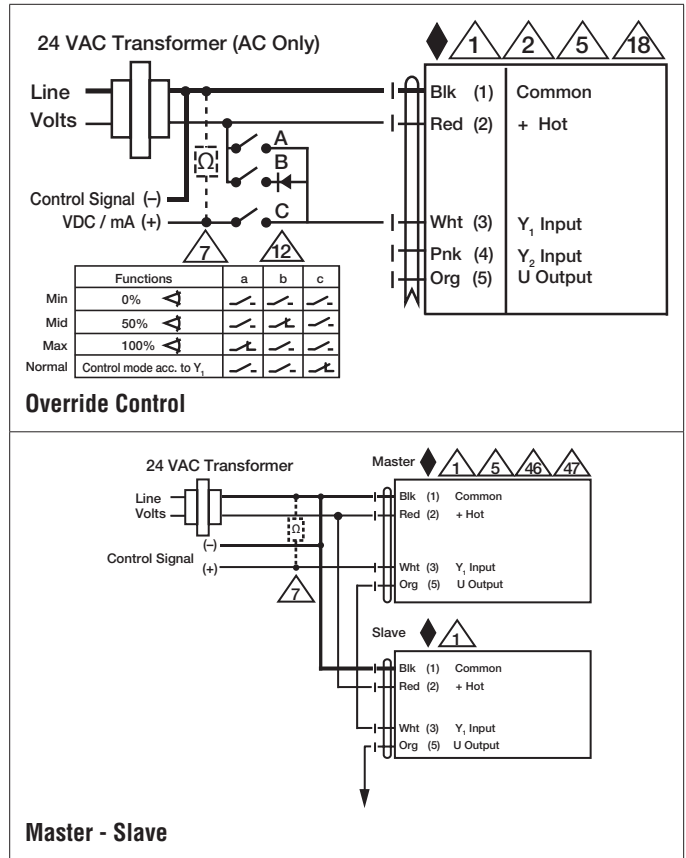 24 VAC Transformer (AC Only)
1 2 5 18
Line
Volts
Blk (1) Common
Red (2) + Hot
A
Ω
B
Control Signal (–)
VDC / mA (+)
C
Wht (3) Y1 Input
7
12
Pnk (4) Y2 Input
Org (5) U Output
Functions a b c
Min 0%
Mid 50%
Max 100%
Normal Control mode acc. to Y1
Override Control
24 VAC Transformer
Master 1 5 46 47
Line
Volts
Blk (1) Common
Red (2) + Hot
Ω
(–)
Control Signal
(+)
Wht (3) Y1 Input
Org (5) U Output
7
Slave 1
Blk (1) Common
Red (2) + Hot
Wht (3) Y1 Input
Org (5) U Output
Master - Slave